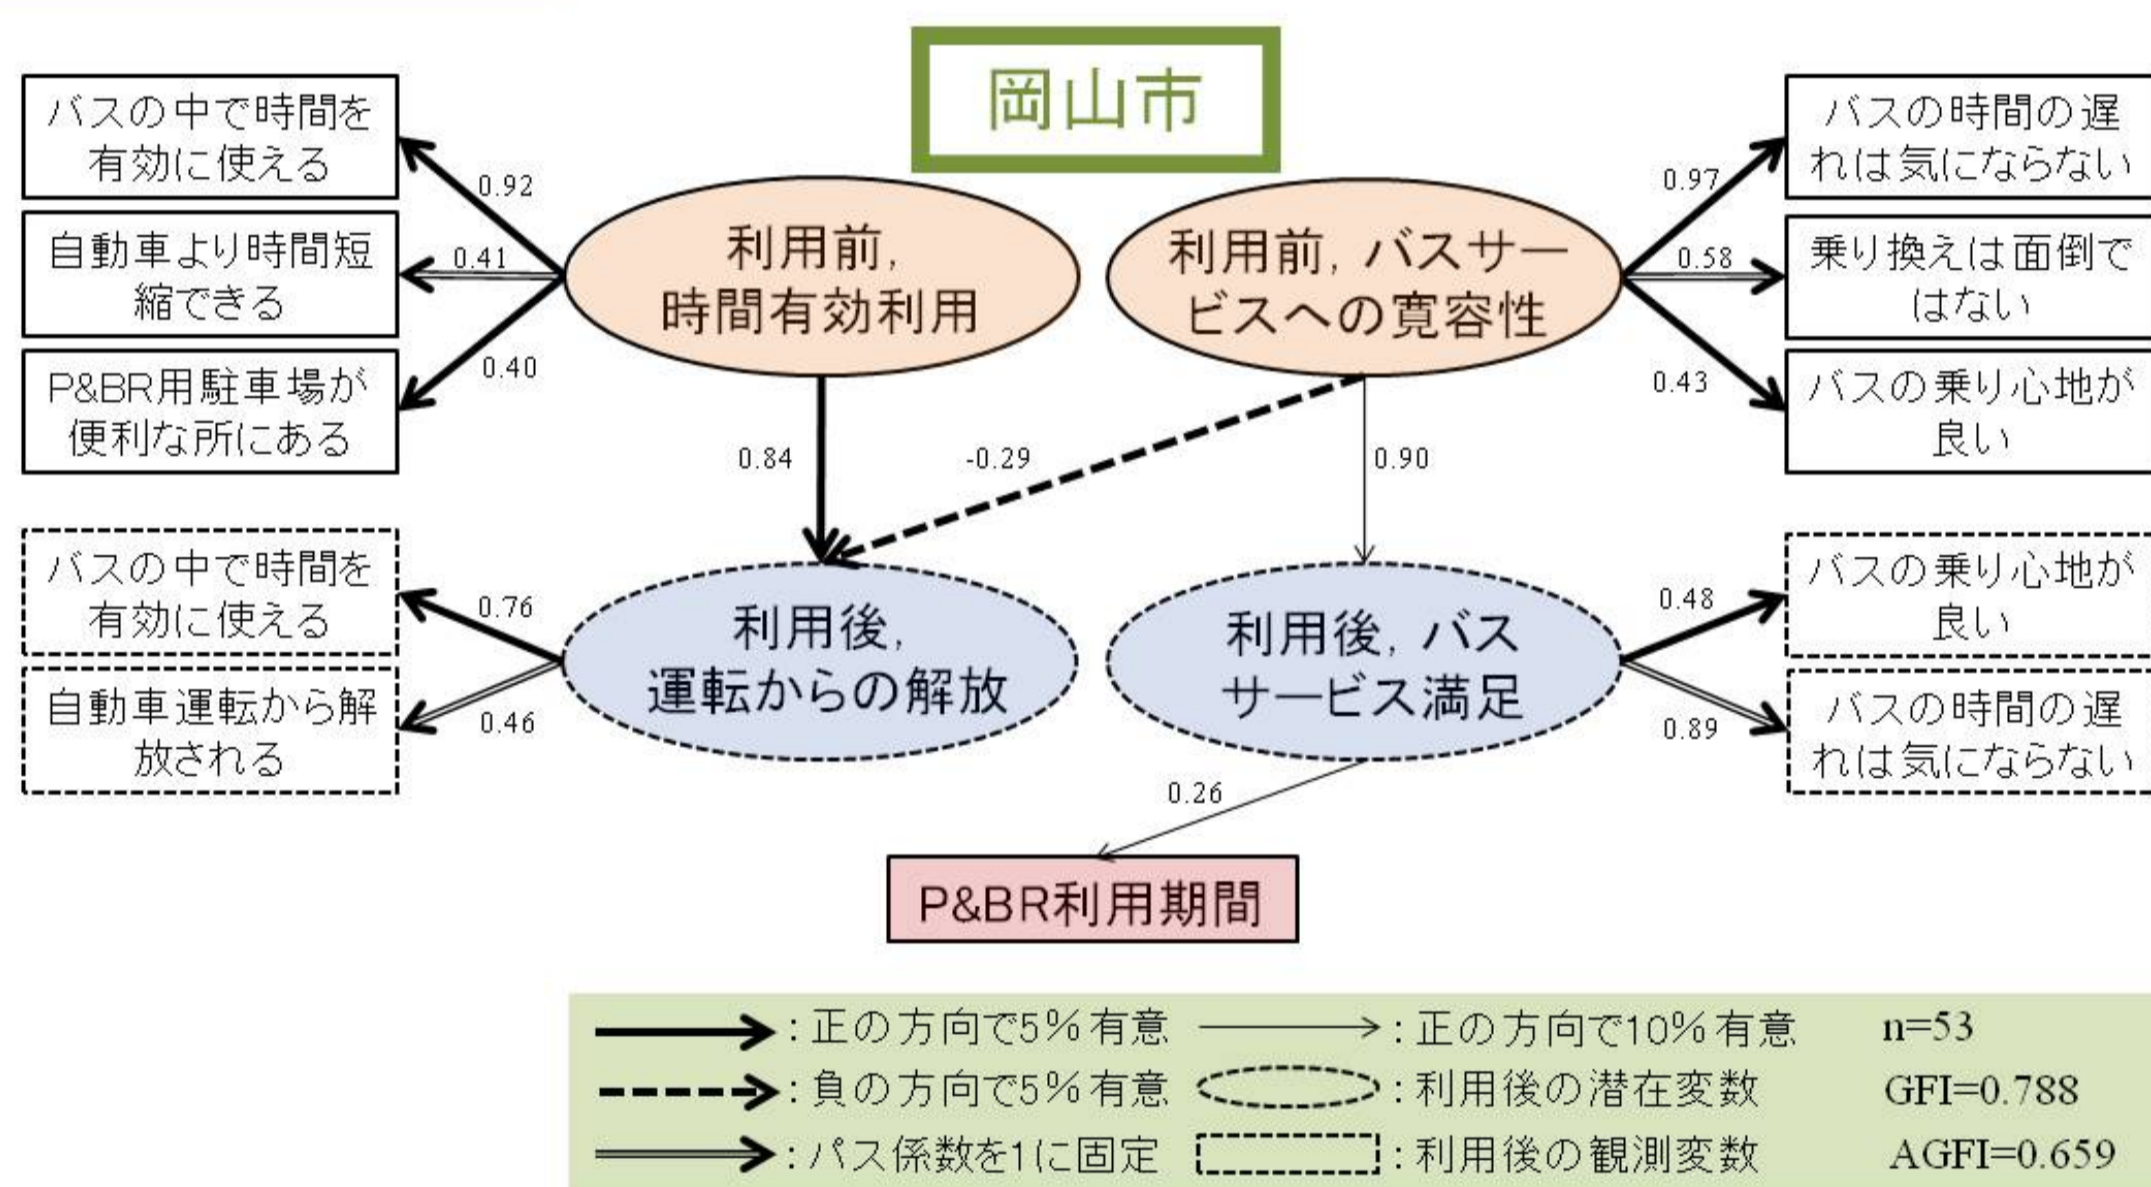 岡山市
バスの中で時間を
有効に使える
自動車より時間短
縮できる
P&BR用駐車場が
便利な所にある
0.92
0.41
0.40
利用前，
時間有効利用
利用前，バスサー
ビスへの寛容性
0.97
0.58
0.43
バスの時間の遅
れは気にならない
乗り換えは面倒で
はない
バスの乗り心地が
良い
0.84
-0.29
0.90
バスの中で時間を
有効に使える
自動車運転から解
放される
0.76
0.46
利用後，
運転からの解放
利用後，バス
サービス満足
0.48
0.89
バスの乗り心地が
良い
バスの時間の遅
れは気にならない
0.26
P&BR利用期間
：正の方向で5％有意
：正の方向で10％有意
n=53
：負の方向で5％有意
：利用後の潜在変数
GFI=0.788
：パス係数を1に固定
：利用後の観測変数
AGFI=0.659